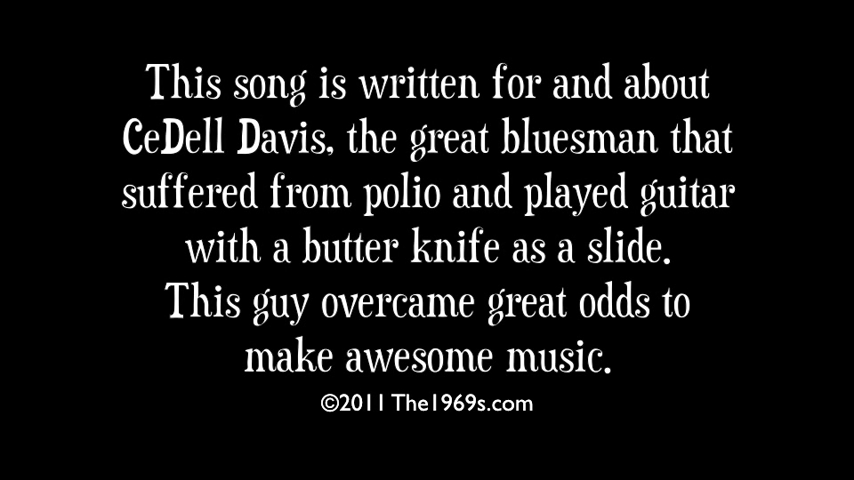 This song is written for and about
CeDell Davis, the great bluesman that
suffered from polio and played guitar
with a butter knife as a slide.
This guy overcame great odds to
make awesome music.
©2011 The1969s.com